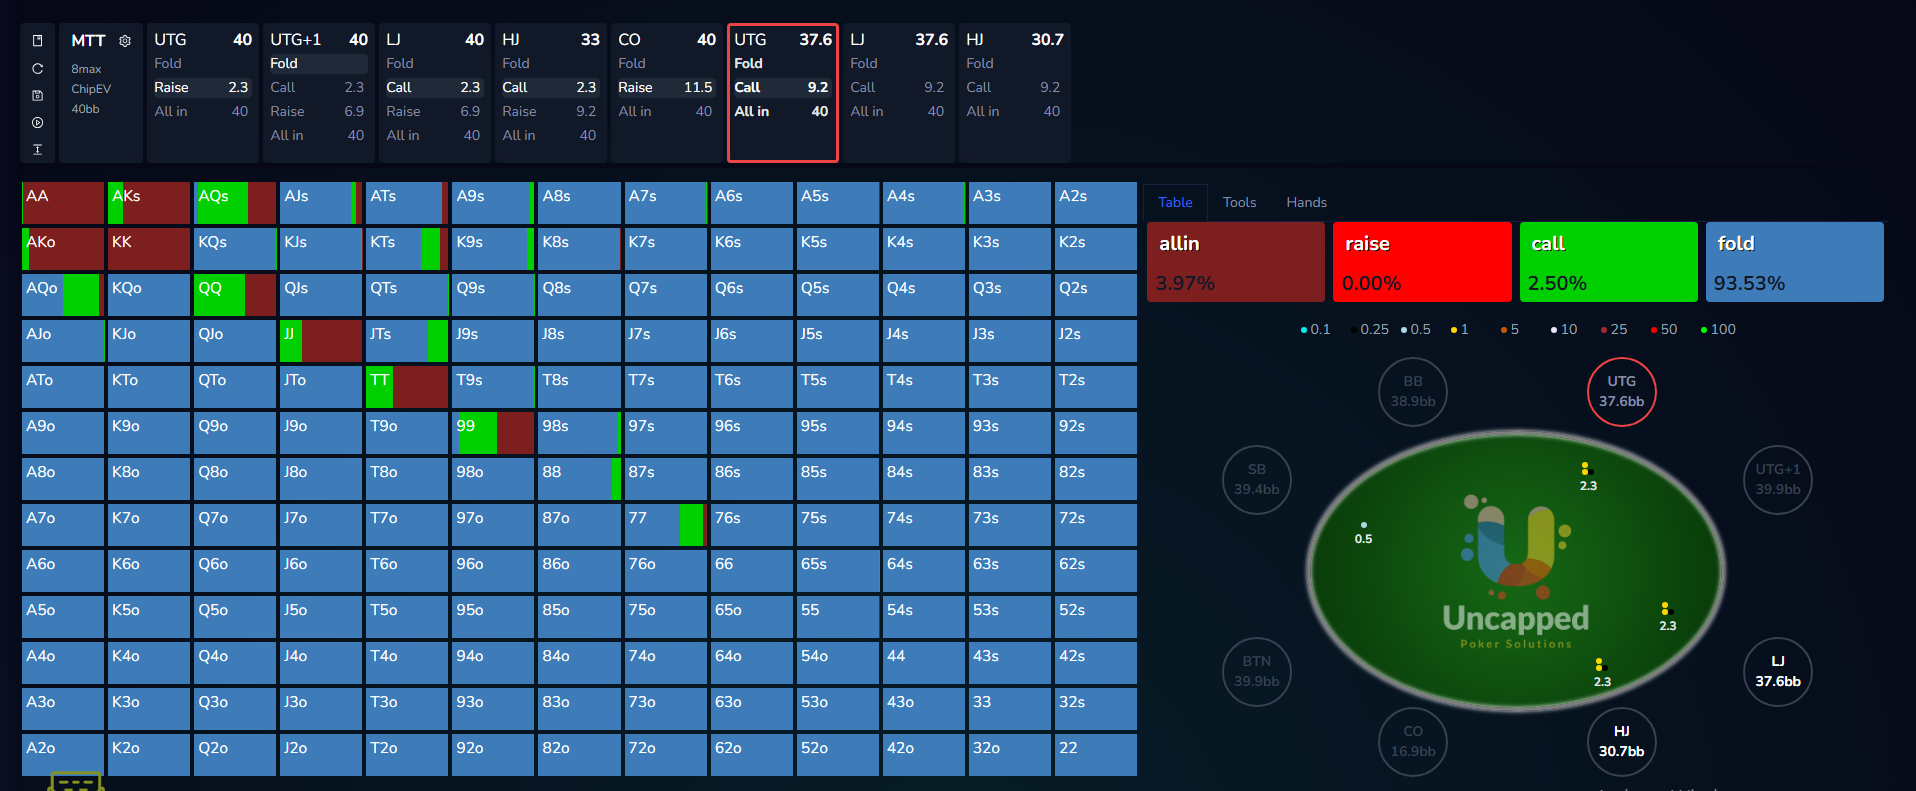 MTT
8max
ChipEV
40bb
UTG 40
Fold
Raise 2.3
All in 40
UTG+1 40
Fold
Call 2.3
Raise 6.9
All in 40
LJ 40
Fold
Call 2.3
Raise 6.9
All in 40
HJ 33
Fold
Call 2.3
Raise 9.2
All in 40
CO 40
Fold
Raise 11.5
All in 40
UTG 37.6
Fold
Call 9.2
All in 40
LJ 37.6
Fold
Call 9.2
All in 40
HJ 30.7
Fold
Call 9.2
All in 40
AA AKs AQs AJs ATs A9s A8s A7s A6s A5s A4s A3s A2s
AKo KK KQs KJs KTs K9s K8s K7s K6s K5s K4s K3s K2s
AQo KQo QQ QJs QTs Q9s Q8s Q7s Q6s Q5s Q4s Q3s Q2s
AJo KJo QJo JJ JTs J9s J8s J7s J6s J5s J4s J3s J2s
ATo KTo QTo JTo TT T9s T8s T7s T6s T5s T4s T3s T2s
A9o K9o Q9o J9o T9o 99 98s 97s 96s 95s 94s 93s 92s
A8o K8o Q8o J8o T8o 98o 88 87s 86s 85s 84s 83s 82s
A7o K7o Q7o J7o T7o 97o 87o 77 76s 75s 74s 73s 72s
A6o K6o Q6o J6o T6o 96o 86o 76o 66 65s 64s 63s 62s
A5o K5o Q5o J5o T5o 95o 85o 75o 65o 55 54s 53s 52s
A4o K4o Q4o J4o T4o 94o 84o 74o 64o 54o 44 43s 42s
A3o K3o Q3o J3o T3o 93o 83o 73o 63o 53o 43o 33 32s
A2o K2o Q2o J2o T2o 92o 82o 72o 62o 52o 42o 32o 22
Table Tools Hands
allin raise call fold
3.97% 0.00% 2.50% 93.53%
0.1 0.25 0.5 1 5 10 25 50 100
BB
38.9bb
UTG
37.6bb
SB
39.4bb
UTG+1
39.9bb
2.3
0.5
U
Uncapped
Poker Solutions
2.3
2.3
BTN
39.9bb
LJ
37.6bb
CO
16.9bb
HJ
30.7bb